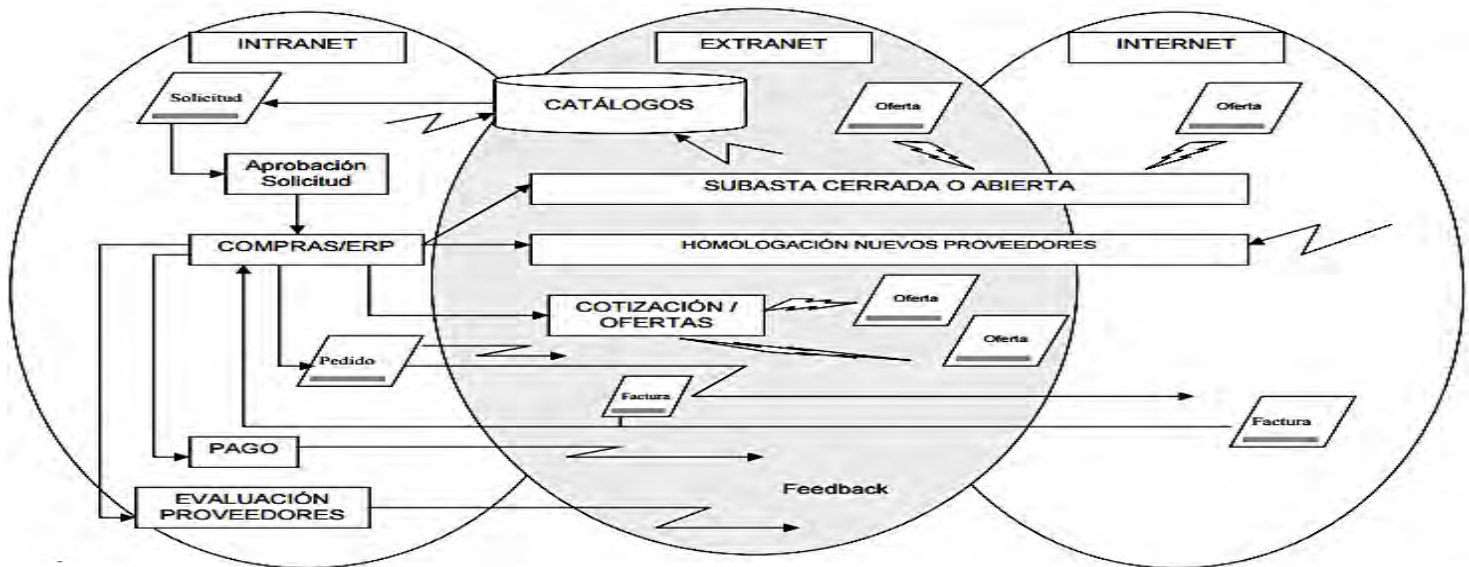 INTRANET
EXTRANET
INTERNET
Solicitud
CATÁLOGOS
Oferta
Oferta
Aprobación
Solicitud
SUBASTA CERRADA O ABIERTA
COMPRAS/ERP
HOMOLOGACIÓN NUEVOS PROVEEDORES
COTIZACIÓN /
OFERTAS
Oferta
Oferta
Pedido
Factura
Factura
PAGO
Feedback
EVALUACIÓN
PROVEEDORES